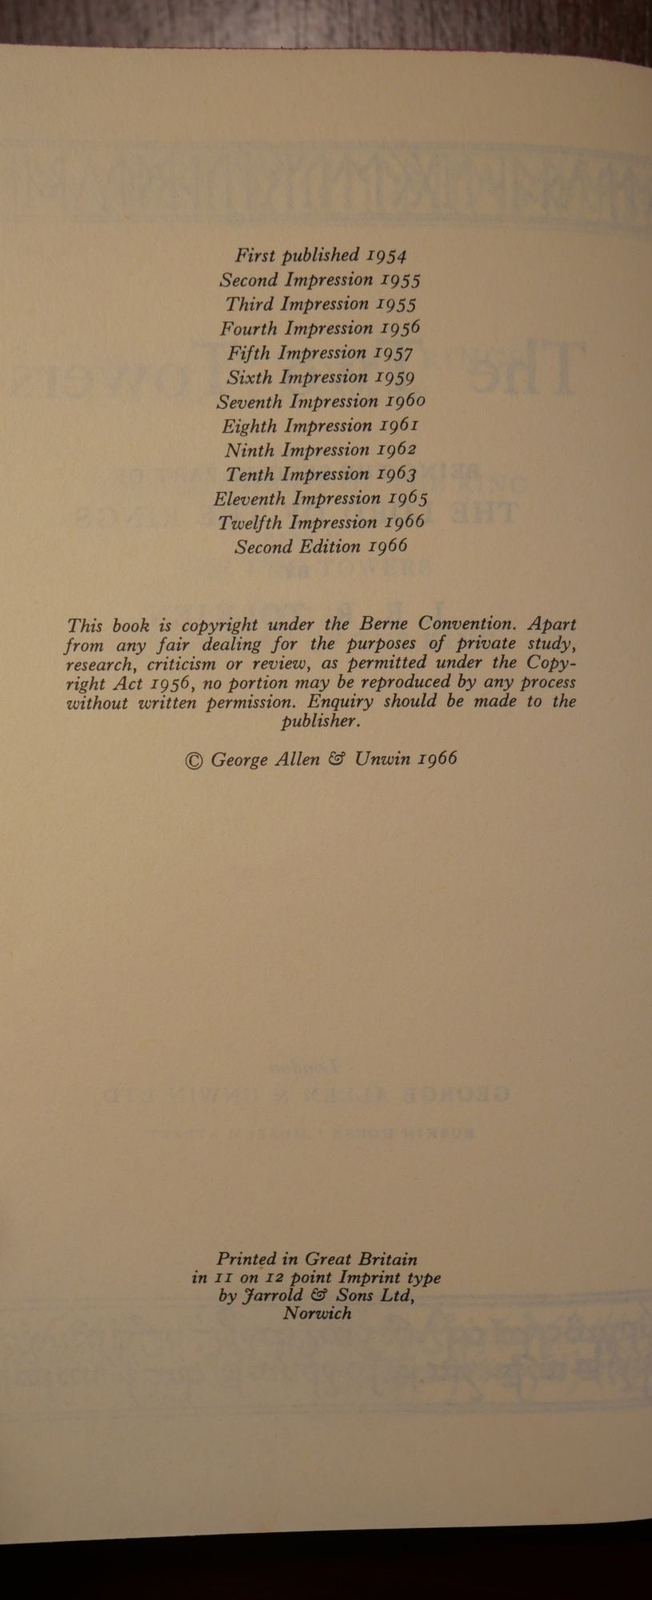 First published 1954
Second Impression 1955
Third Impression 1955
Fourth Impression 1956
Fifth Impression 1957
Sixth Impression 1959
Seventh Impression 1960
Eighth Impression 1961
Ninth Impression 1962
Tenth Impression 1963
Eleventh Impression 1965
Twelfth Impression 1966
Second Edition 1966
This book is copyright under the Berne Convention. Apart
from any fair dealing for the purposes of private study,
research, criticism or review, as permitted under the Copy-
right Act 1956, no portion may be reproduced by any process
without written permission. Enquiry should be made to the
publisher.
© George Allen & Unwin 1966
Printed in Great Britain
in 11 on 12 point Imprint type
by Jarrold & Sons Ltd,
Norwich